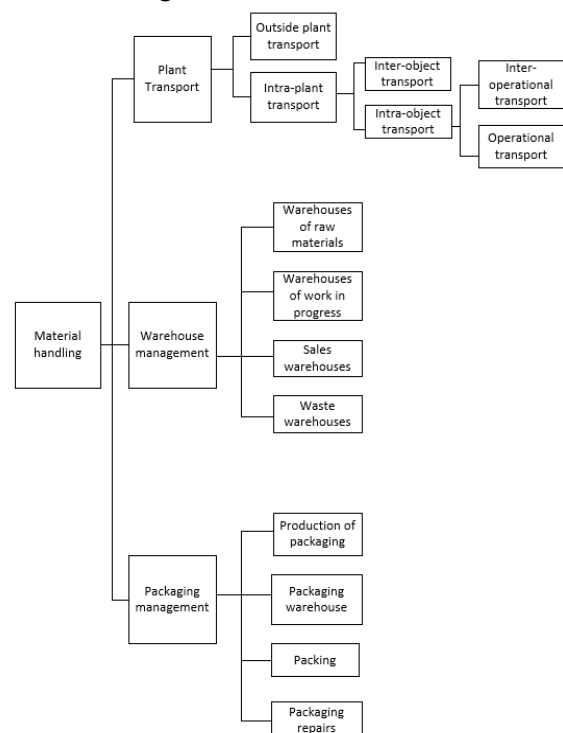 Outside plant
transport
Plant
Transport
Intra-plant
transport
Inter-object
transport
Intra-object
transport
Inter-
operational
transport
Operational
transport
Material
handling
Warehouse
management
Warehouses
of raw
materials
Warehouses
of work in
progress
Sales
warehouses
Waste
warehouses
Packaging
management
Production of
packaging
Packaging
warehouse
Packing
Packaging
repairs